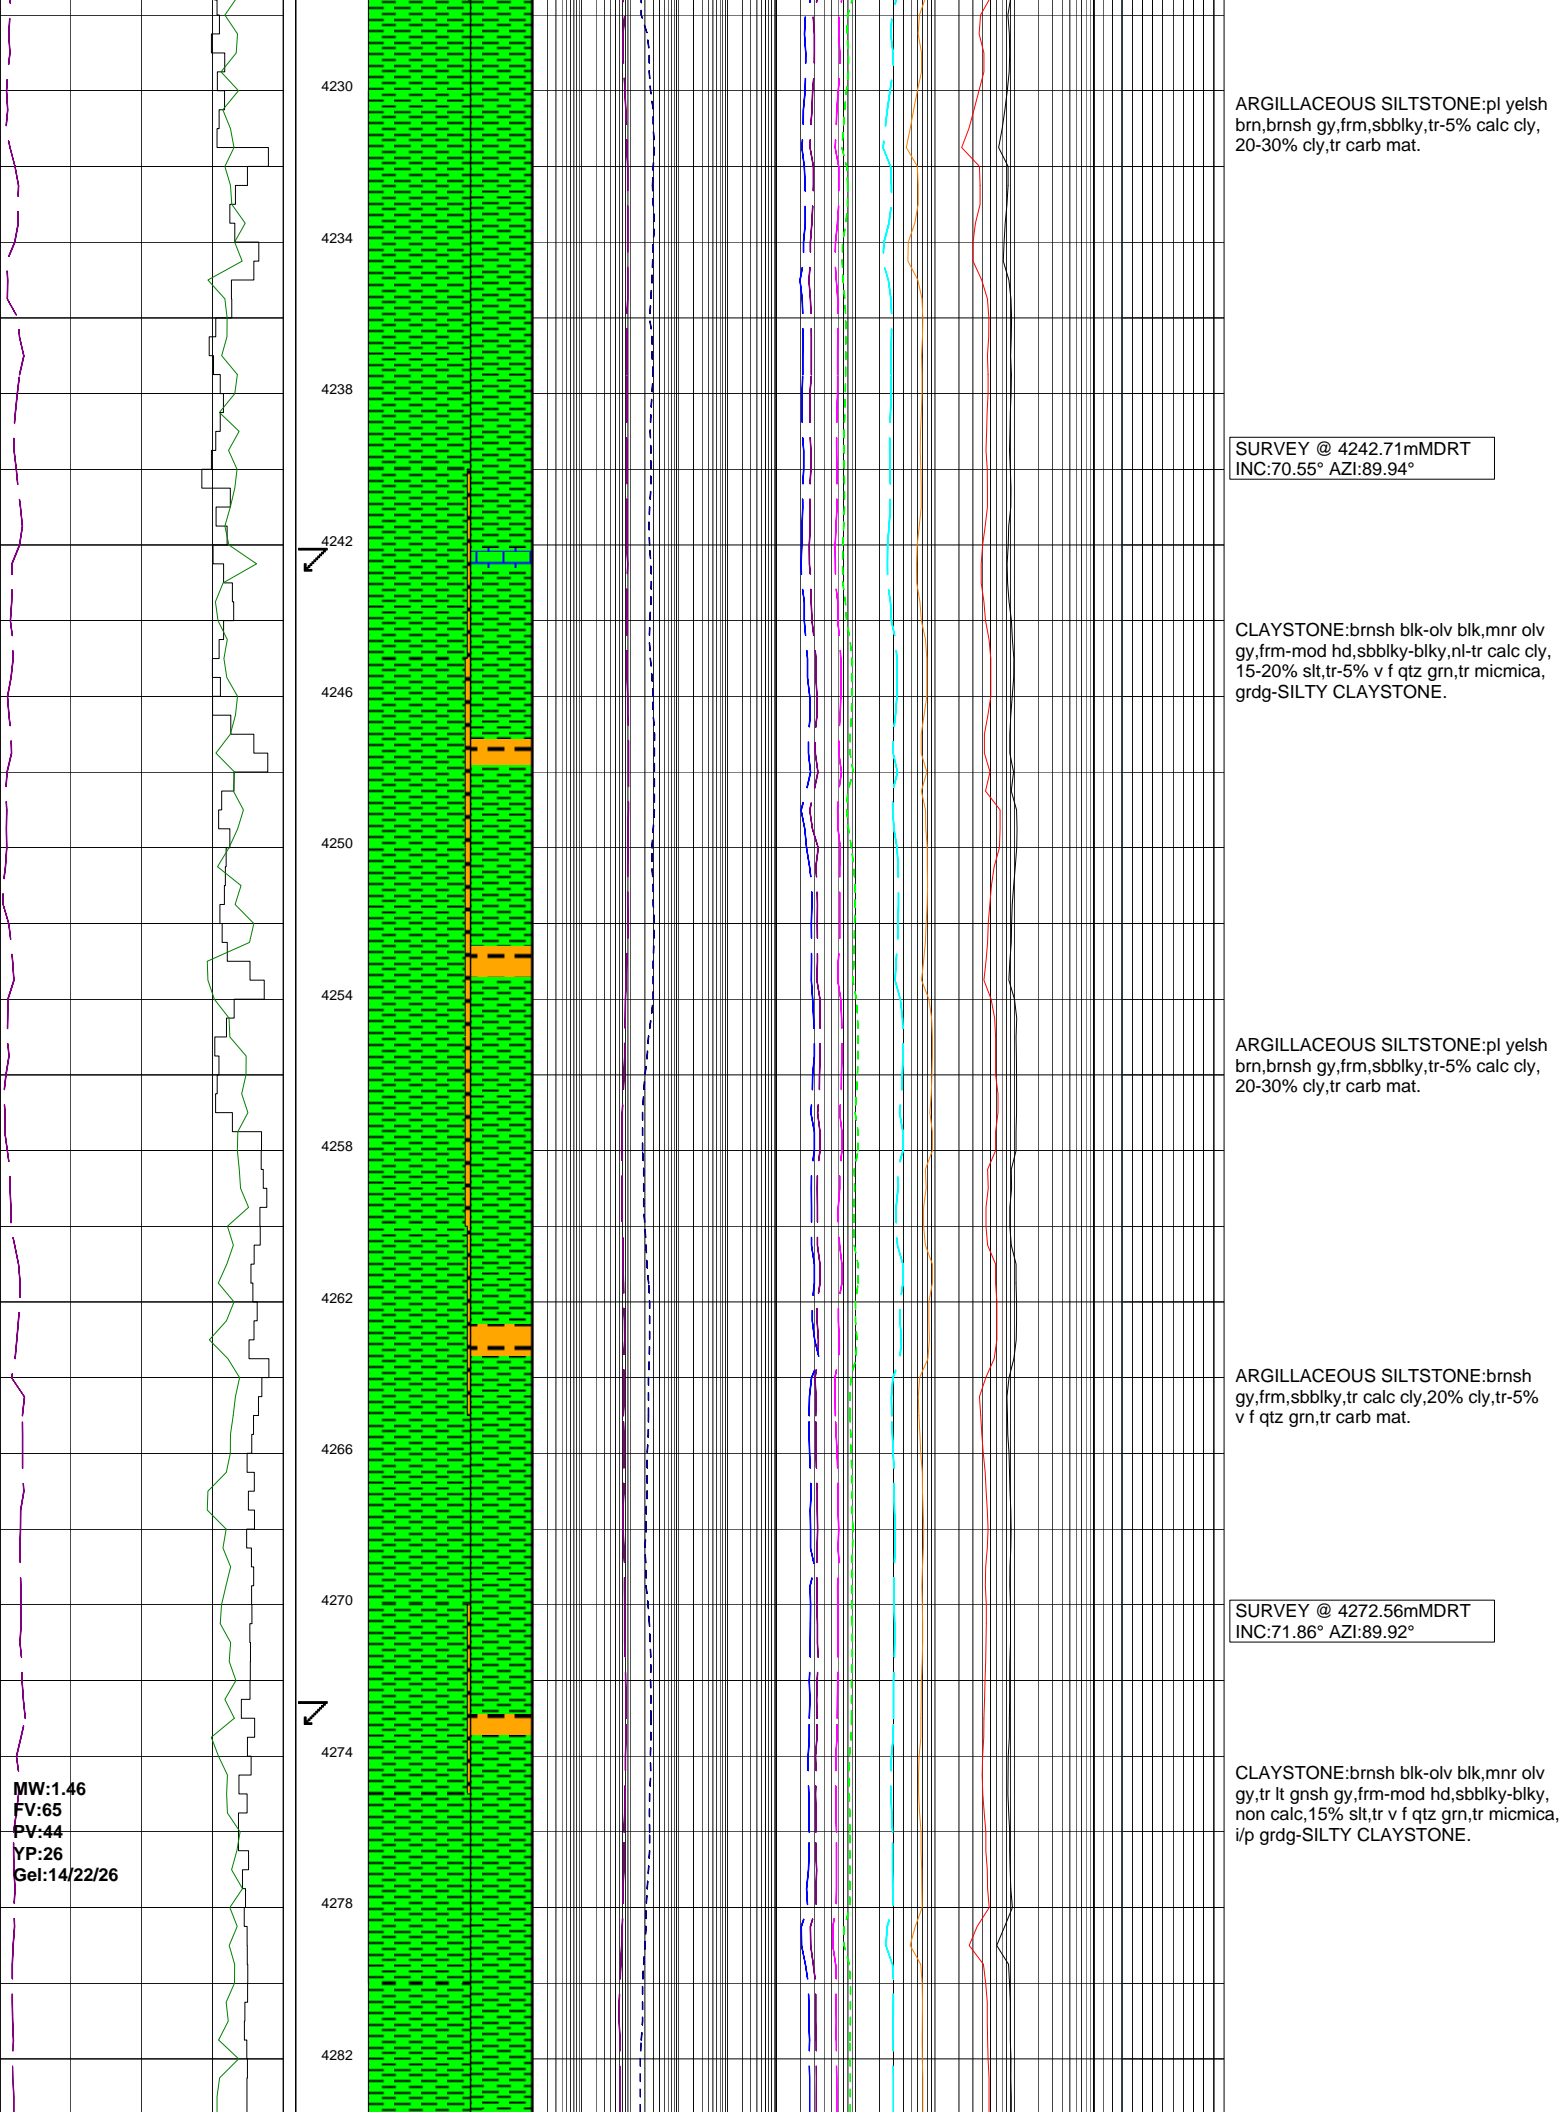 4230
4234
4238
4242
4246
4250
4254
4258
4262
4266
4270
4274
4278
4282
MW:1.46
FV:65
PV:44
YP:26
Gel:14/22/26
ARGILLACEOUS SILTSTONE:pl yelsh
brn,brnsh gy,frm,sbblky,tr-5% calc cly,
20-30% cly,tr carb mat.
SURVEY @ 4242.71mMDRT
INC:70.55° AZI:89.94°
CLAYSTONE:brnsh blk-olv blk,mnr olv
gy,frm-mod hd,sbblky-blky,nl-tr calc cly,
15-20% slt,tr-5% v f qtz grn,tr micmica,
grdg-SILTY CLAYSTONE.
ARGILLACEOUS SILTSTONE:pl yelsh
brn,brnsh gy,frm,sbblky,tr-5% calc cly,
20-30% cly,tr carb mat.
ARGILLACEOUS SILTSTONE:brnsh
gy,frm,sbblky,tr calc cly,20% cly,tr-5%
v f qtz grn,tr carb mat.
SURVEY @ 4272.56mMDRT
INC:71.86° AZI:89.92°
CLAYSTONE:brnsh blk-olv blk,mnr olv
gy,tr lt gnsh gy,frm-mod hd,sbblky-blky,
non calc,15% slt,tr v f qtz grn,tr micmica,
i/p grdg-SILTY CLAYSTONE.